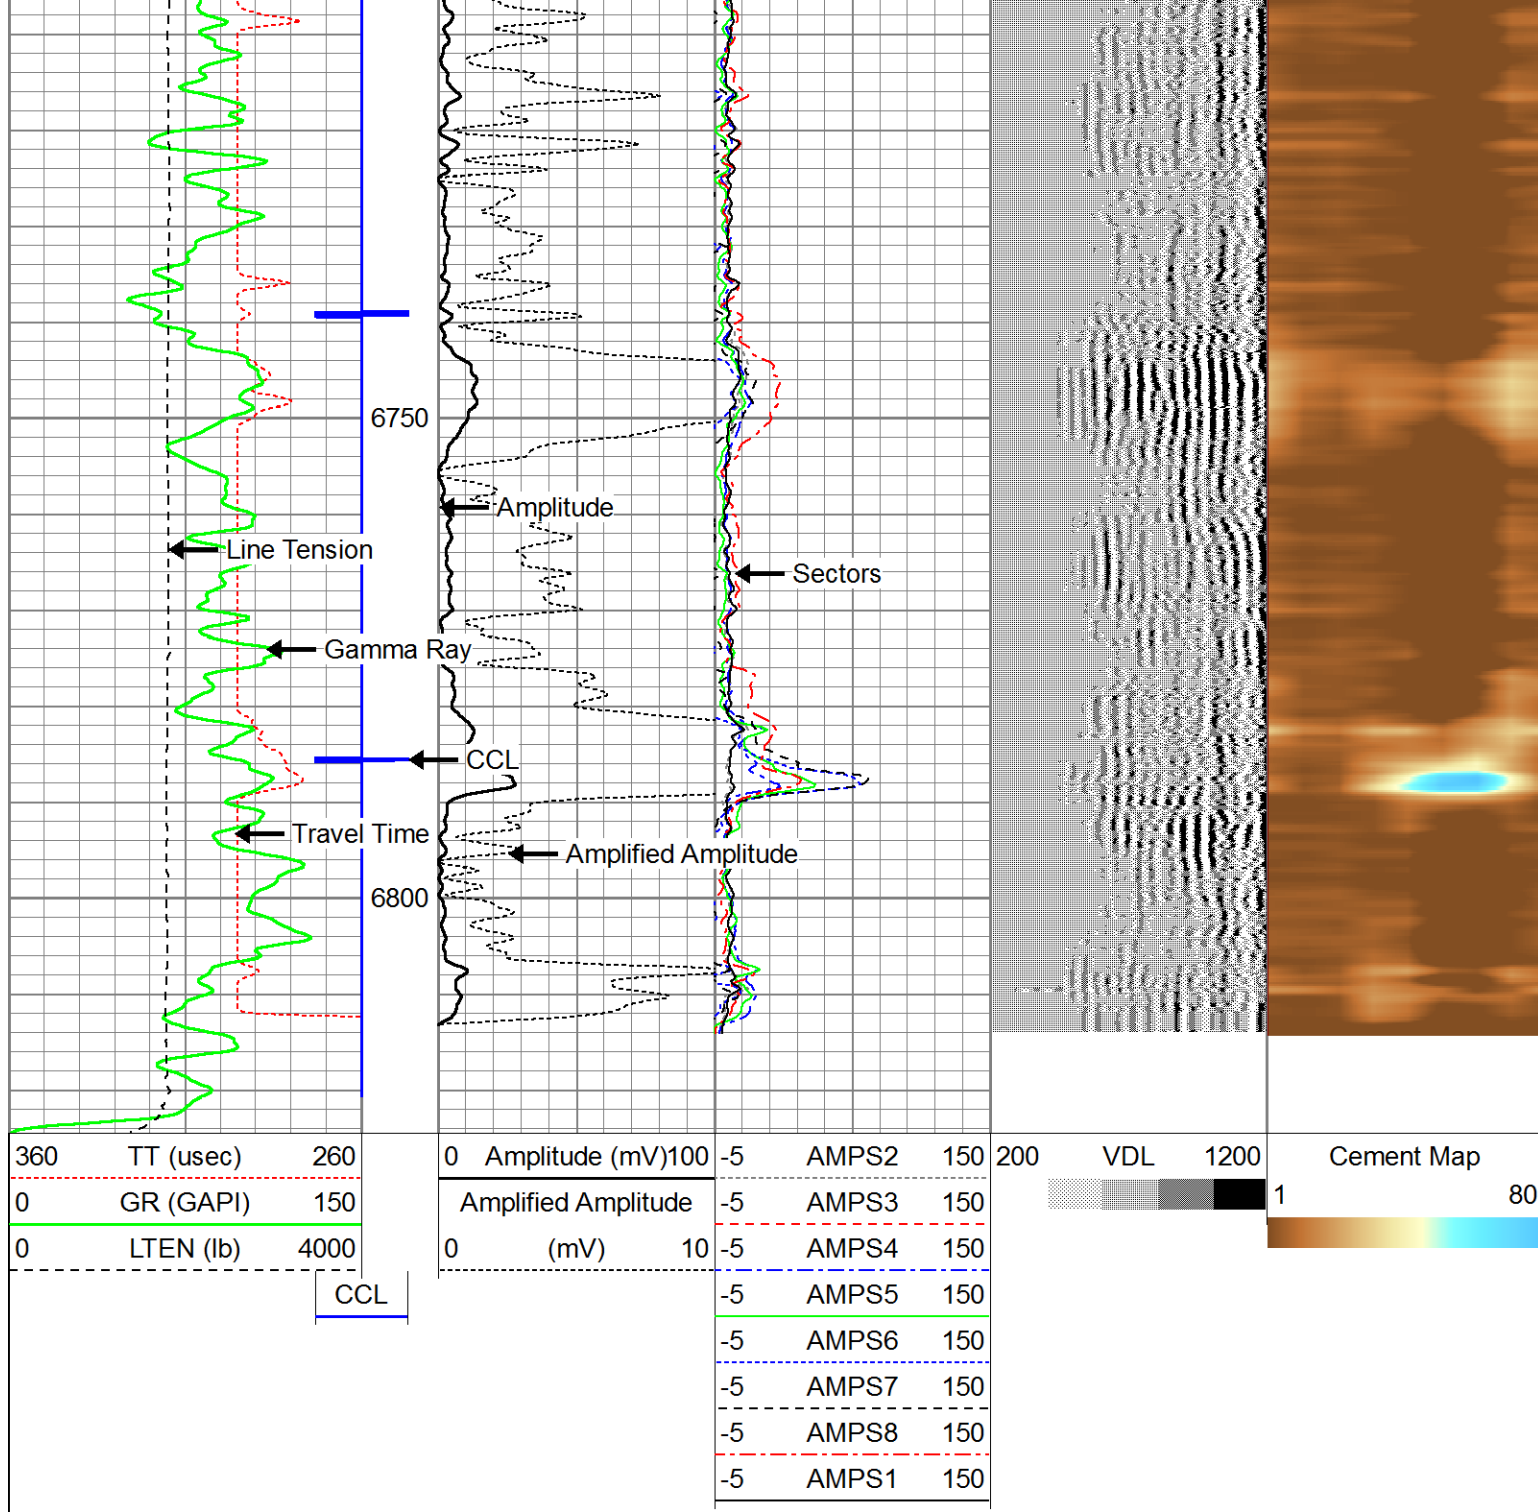 6750
Amplitude
Line Tension
Sectors
Gamma Ray
CCL
Travel Time
Amplified Amplitude
6800
360 TT (usec) 260
0 GR (GAPI) 150
0 LTEN (lb) 4000
CCL
0 Amplitude (mV) 100
Amplified Amplitude
0 (mV) 10
-5 AMPS2 150
-5 AMPS3 150
-5 AMPS4 150
-5 AMPS5 150
-5 AMPS6 150
-5 AMPS7 150
-5 AMPS8 150
-5 AMPS1 150
200 VDL 1200
Cement Map
1 80